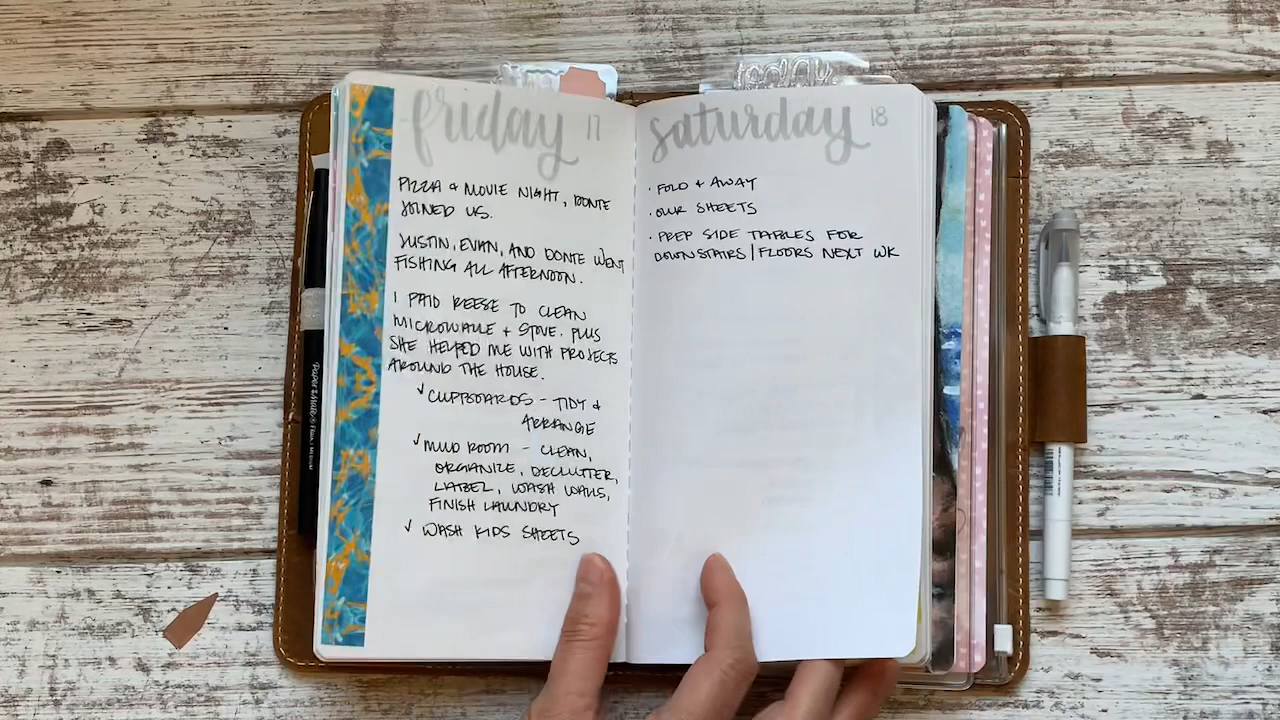 friday 17
PIZZA & MOVIE NIGHT, DONTE
JOINED US.
JUSTIN, EVAN, AND DONTE WENT
FISHING ALL AFTERNOON.
I PAID REESE TO CLEAN
MICROWAVE + STOVE. PLUS
SHE HELPED ME WITH PROJECTS
AROUND THE HOUSE.
✓ CUPBOARDS - TIDY &
ARRANGE
✓ MUD ROOM - CLEAN,
ORGANIZE, DECLUTTER,
LABEL, WASH WALLS,
FINISH LAUNDRY
✓ WASH KIDS SHEETS
today
saturday 18
· FOLD & AWAY
· OUR SHEETS
· PREP SIDE TABLES FOR
DOWNSTAIRS/FLOORS NEXT WK
Paper Mate